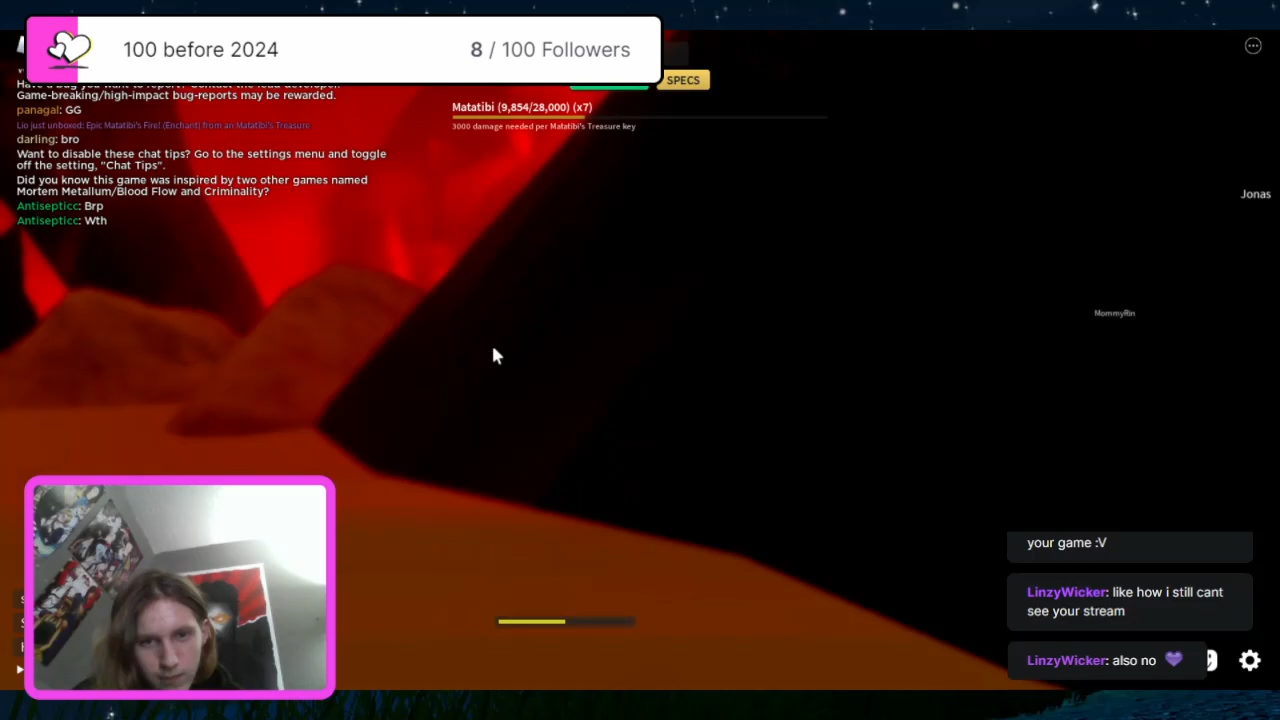 100 before 2024
8 / 100 Followers
Game-breaking/high-impact bug-reports may be rewarded.
panagal: GG
Lio just unboxed: Epic Matatibi's Fire! (Enchant) from an Matatibi's Treasure
darling: bro
Want to disable these chat tips? Go to the settings menu and toggle
off the setting, "Chat Tips".
Did you know this game was inspired by two other games named
Mortem Metallum/Blood Flow and Criminality?
Antisepticc: Brp
Antisepticc: Wth
SPECS
Matatibi (9,854/28,000) (x7)
3000 damage needed per Matatibi's Treasure key
Jonas
MommyRin
your game :V
LinzyWicker: like how i still cant
see your stream
LinzyWicker: also no 💜